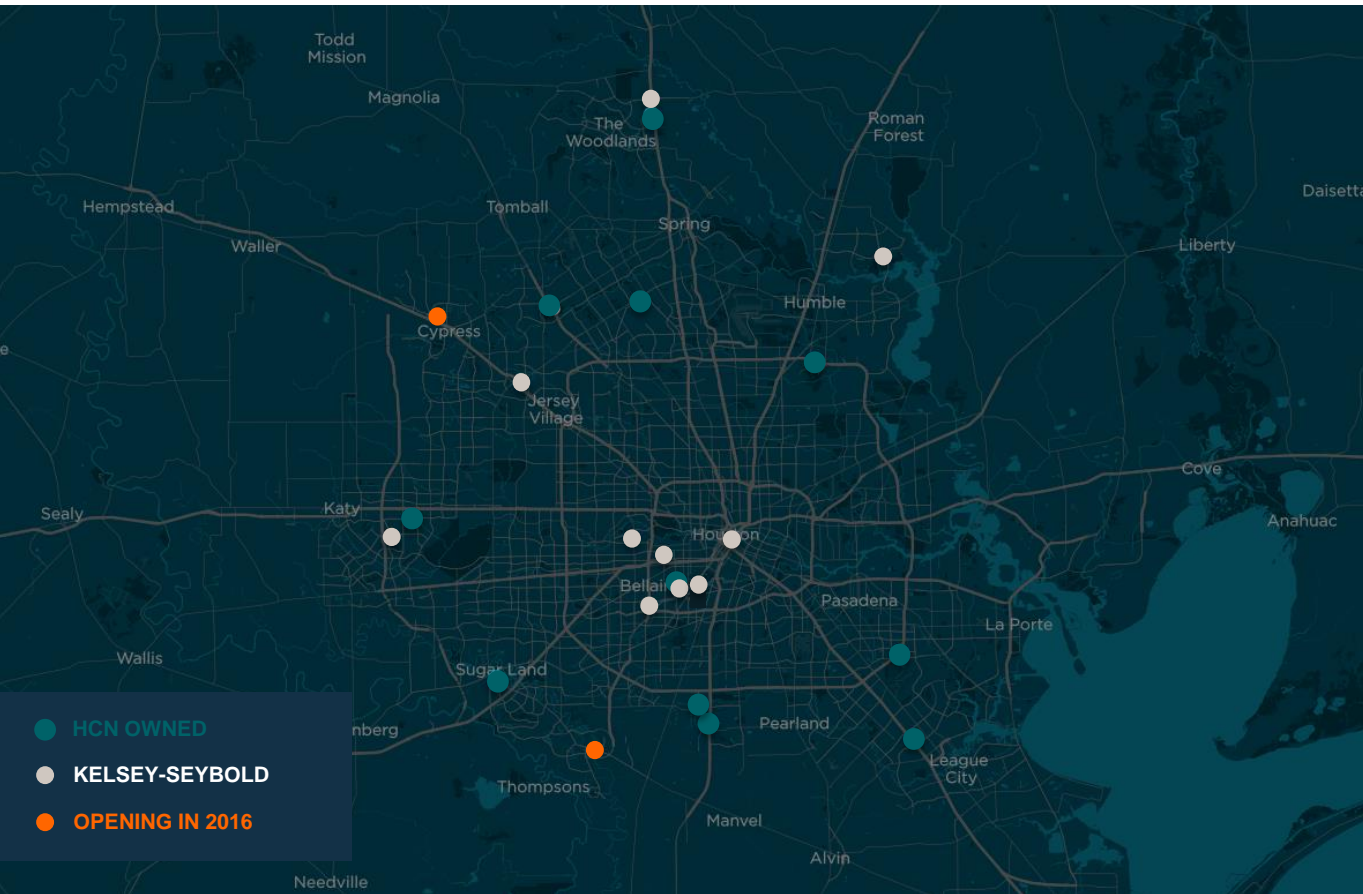 Todd
Mission
Magnolia
The
Woodlands
Roman
Forest
Daisetta
Hempstead
Tomball
Spring
Waller
Liberty
Humble
Cypress
e
Jersey
Village
Cove
Katy
Sealy
Anahuac
Houston
Bellair
Pasadena
La Porte
Wallis
Sugar Land
nberg
Pearland
League
City
Thompsons
Manvel
Alvin
Needville
HCN OWNED
KELSEY-SEYBOLD
OPENING IN 2016